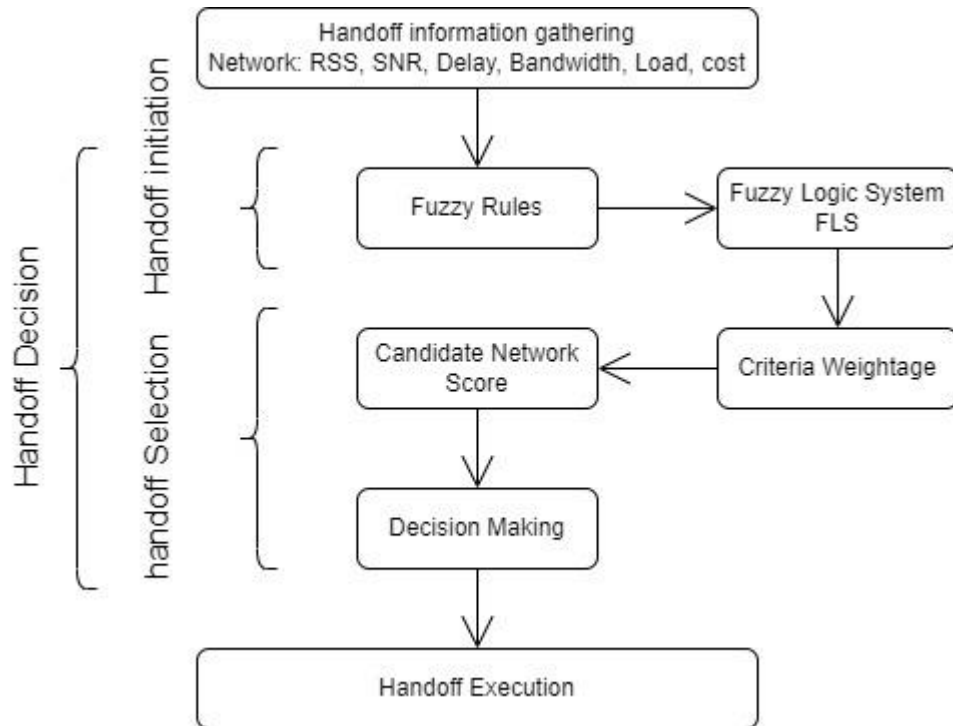 Handoff information gathering
Network: RSS, SNR, Delay, Bandwidth, Load, cost
Handoff Decision
Handoff initiation
Fuzzy Rules
Fuzzy Logic System
FLS
handoff Selection
Candidate Network
Score
Criteria Weightage
Decision Making
Handoff Execution